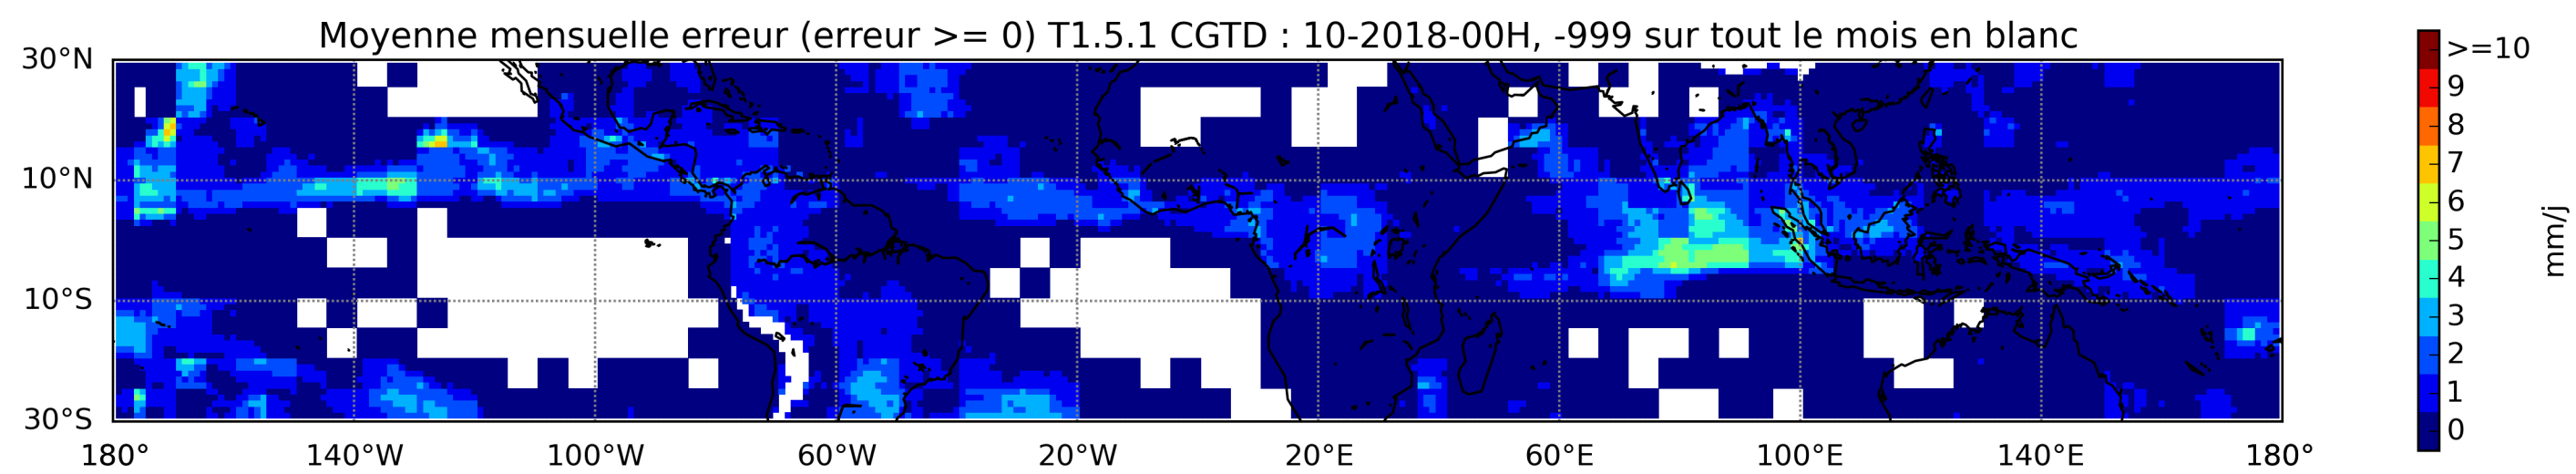 Moyenne mensuelle erreur (erreur >= 0) T1.5.1 CGTD : 10-2018-00H, -999 sur tout le mois en blanc
30°N
10°N
10°S
30°S
180° 140°W 100°W 60°W 20°W 20°E 60°E 100°E 140°E 180°
>=10
9
8
7
6
5
4
3
2
1
0
mm/j